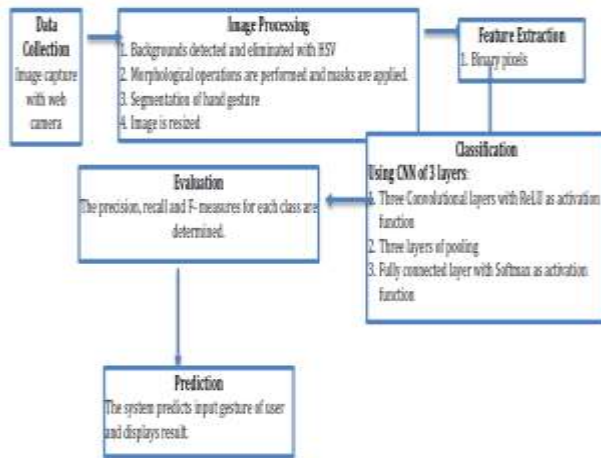 Data
Collection
Image capture
with web
camera
Image Processing
1. Backgrounds detected and eliminated with HSV
2. Morphological operations are performed and masks are applied.
3. Segmentation of hand gesture
4. Image is resized
Feature Extraction
1. Binary pixels
Classification
Using CNN of 3 layers:
1. Three Convolutional layers with ReLU as activation
function
2. Three layers of pooling
3. Fully connected layer with Softmax as activation
function
Evaluation
The precision, recall and F- measures for each class are
determined.
Prediction
The system predicts input gesture of user
and displays result.